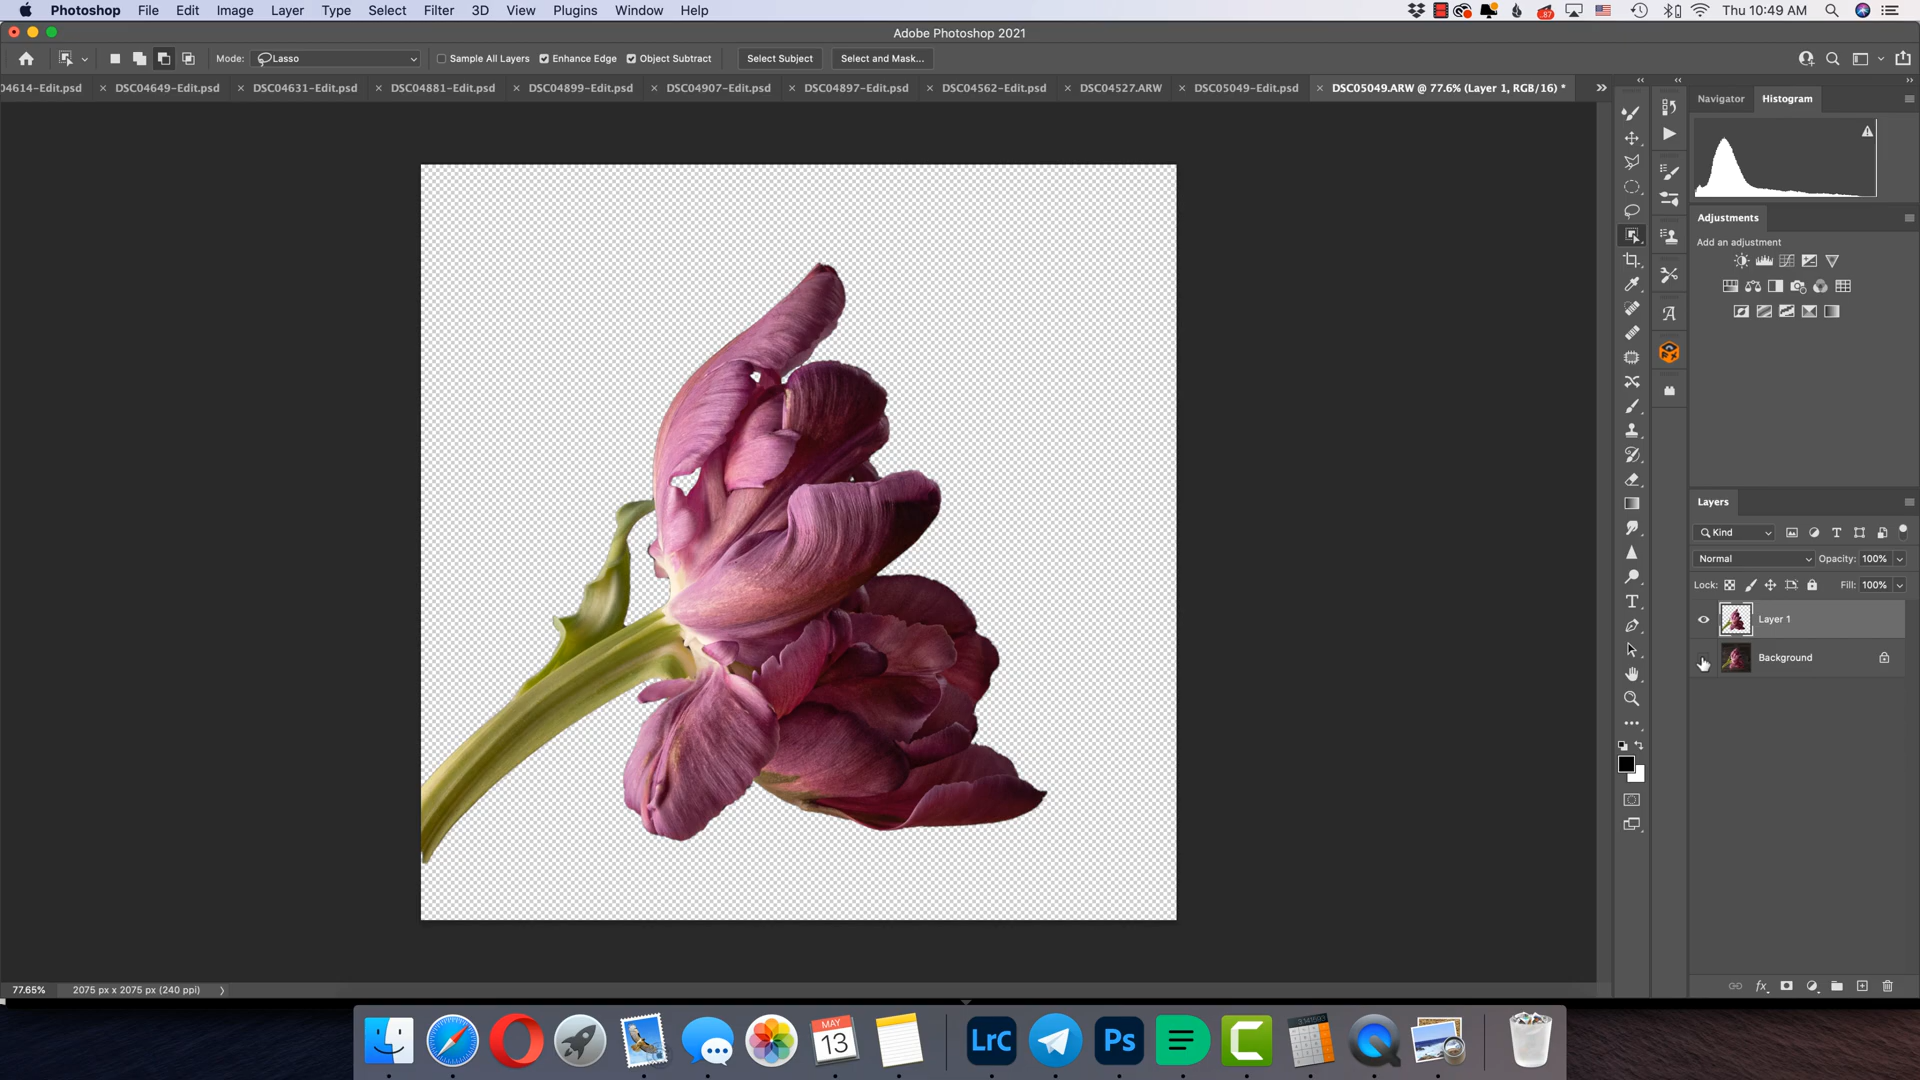 Photoshop File Edit Image Layer Type Select Filter 3D View Plugins Window Help
.87
Thu 10:49 AM
Adobe Photoshop 2021
Mode: Lasso Sample All Layers Enhance Edge Object Subtract Select Subject Select and Mask...
04614-Edit.psd DSC04649-Edit.psd DSC04631-Edit.psd DSC04881-Edit.psd DSC04899-Edit.psd DSC04907-Edit.psd DSC04897-Edit.psd DSC04562-Edit.psd DSC04527.ARW DSC05049-Edit.psd DSC05049.ARW @ 77.6% (Layer 1, RGB/16) *
Navigator Histogram
Adjustments
Add an adjustment
Layers
Kind
Normal Opacity: 100%
Lock: Fill: 100%
Layer 1
Background
fx
77.65% 2075 px x 2075 px (240 ppi)
MAY
13
LrC
Ps